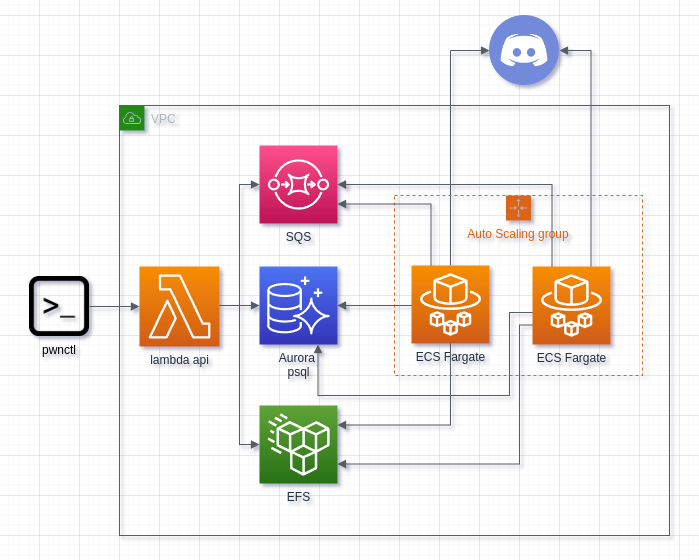 VPC
SQS
Auto Scaling group
>_
pwnctl
lambda api
Aurora
psql
ECS Fargate
ECS Fargate
EFS